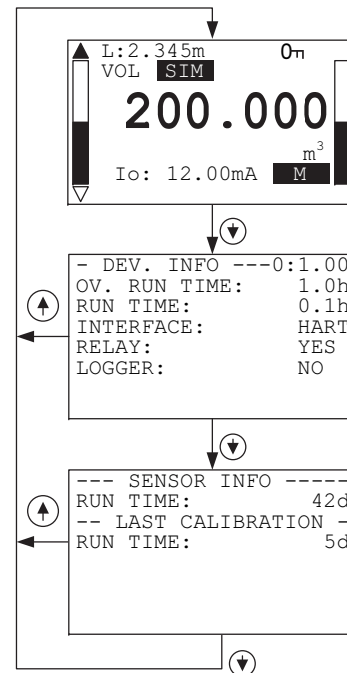 L:2.345m
VOL SIM
200.000
m³
Io: 12.00mA M
- DEV. INFO ---0:1.00
OV. RUN TIME: 1.0h
RUN TIME: 0.1h
INTERFACE: HART
RELAY: YES
LOGGER: NO
--- SENSOR INFO -----
RUN TIME: 42d
-- LAST CALIBRATION -
RUN TIME: 5d